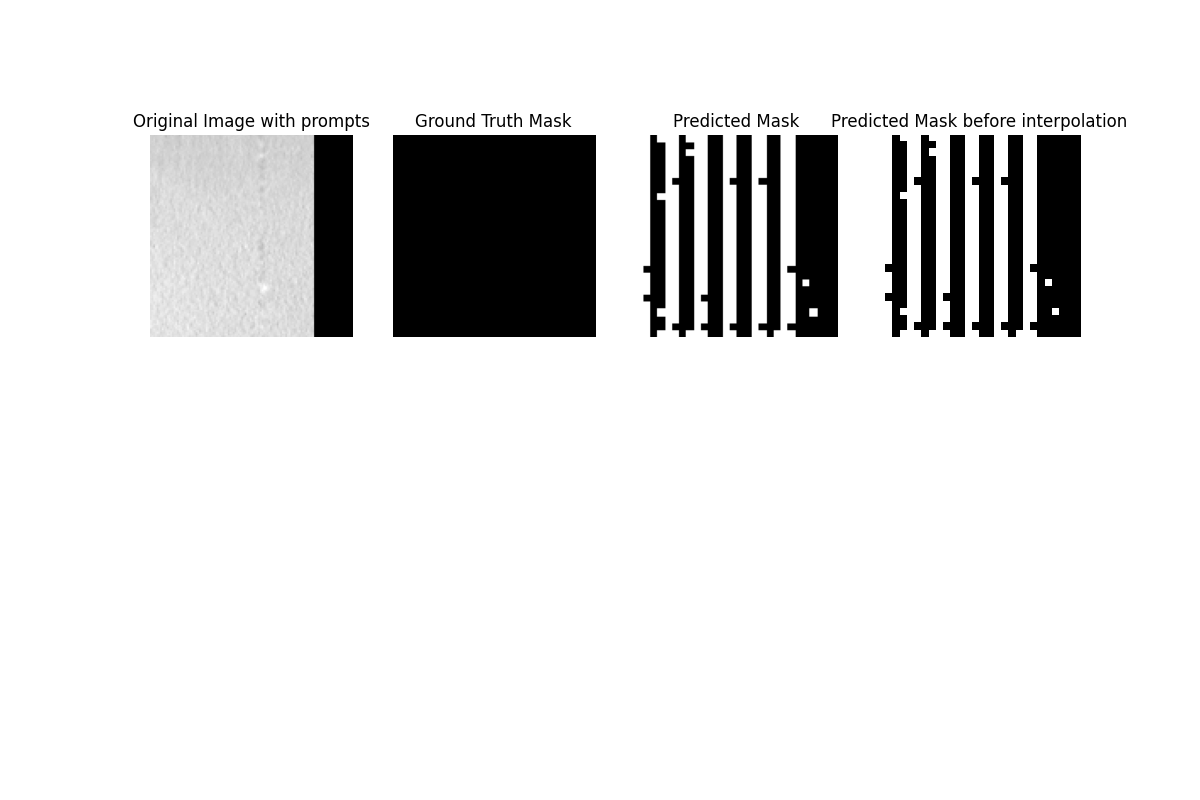 Original Image with prompts
Ground Truth Mask
Predicted Mask
Predicted Mask before interpolation